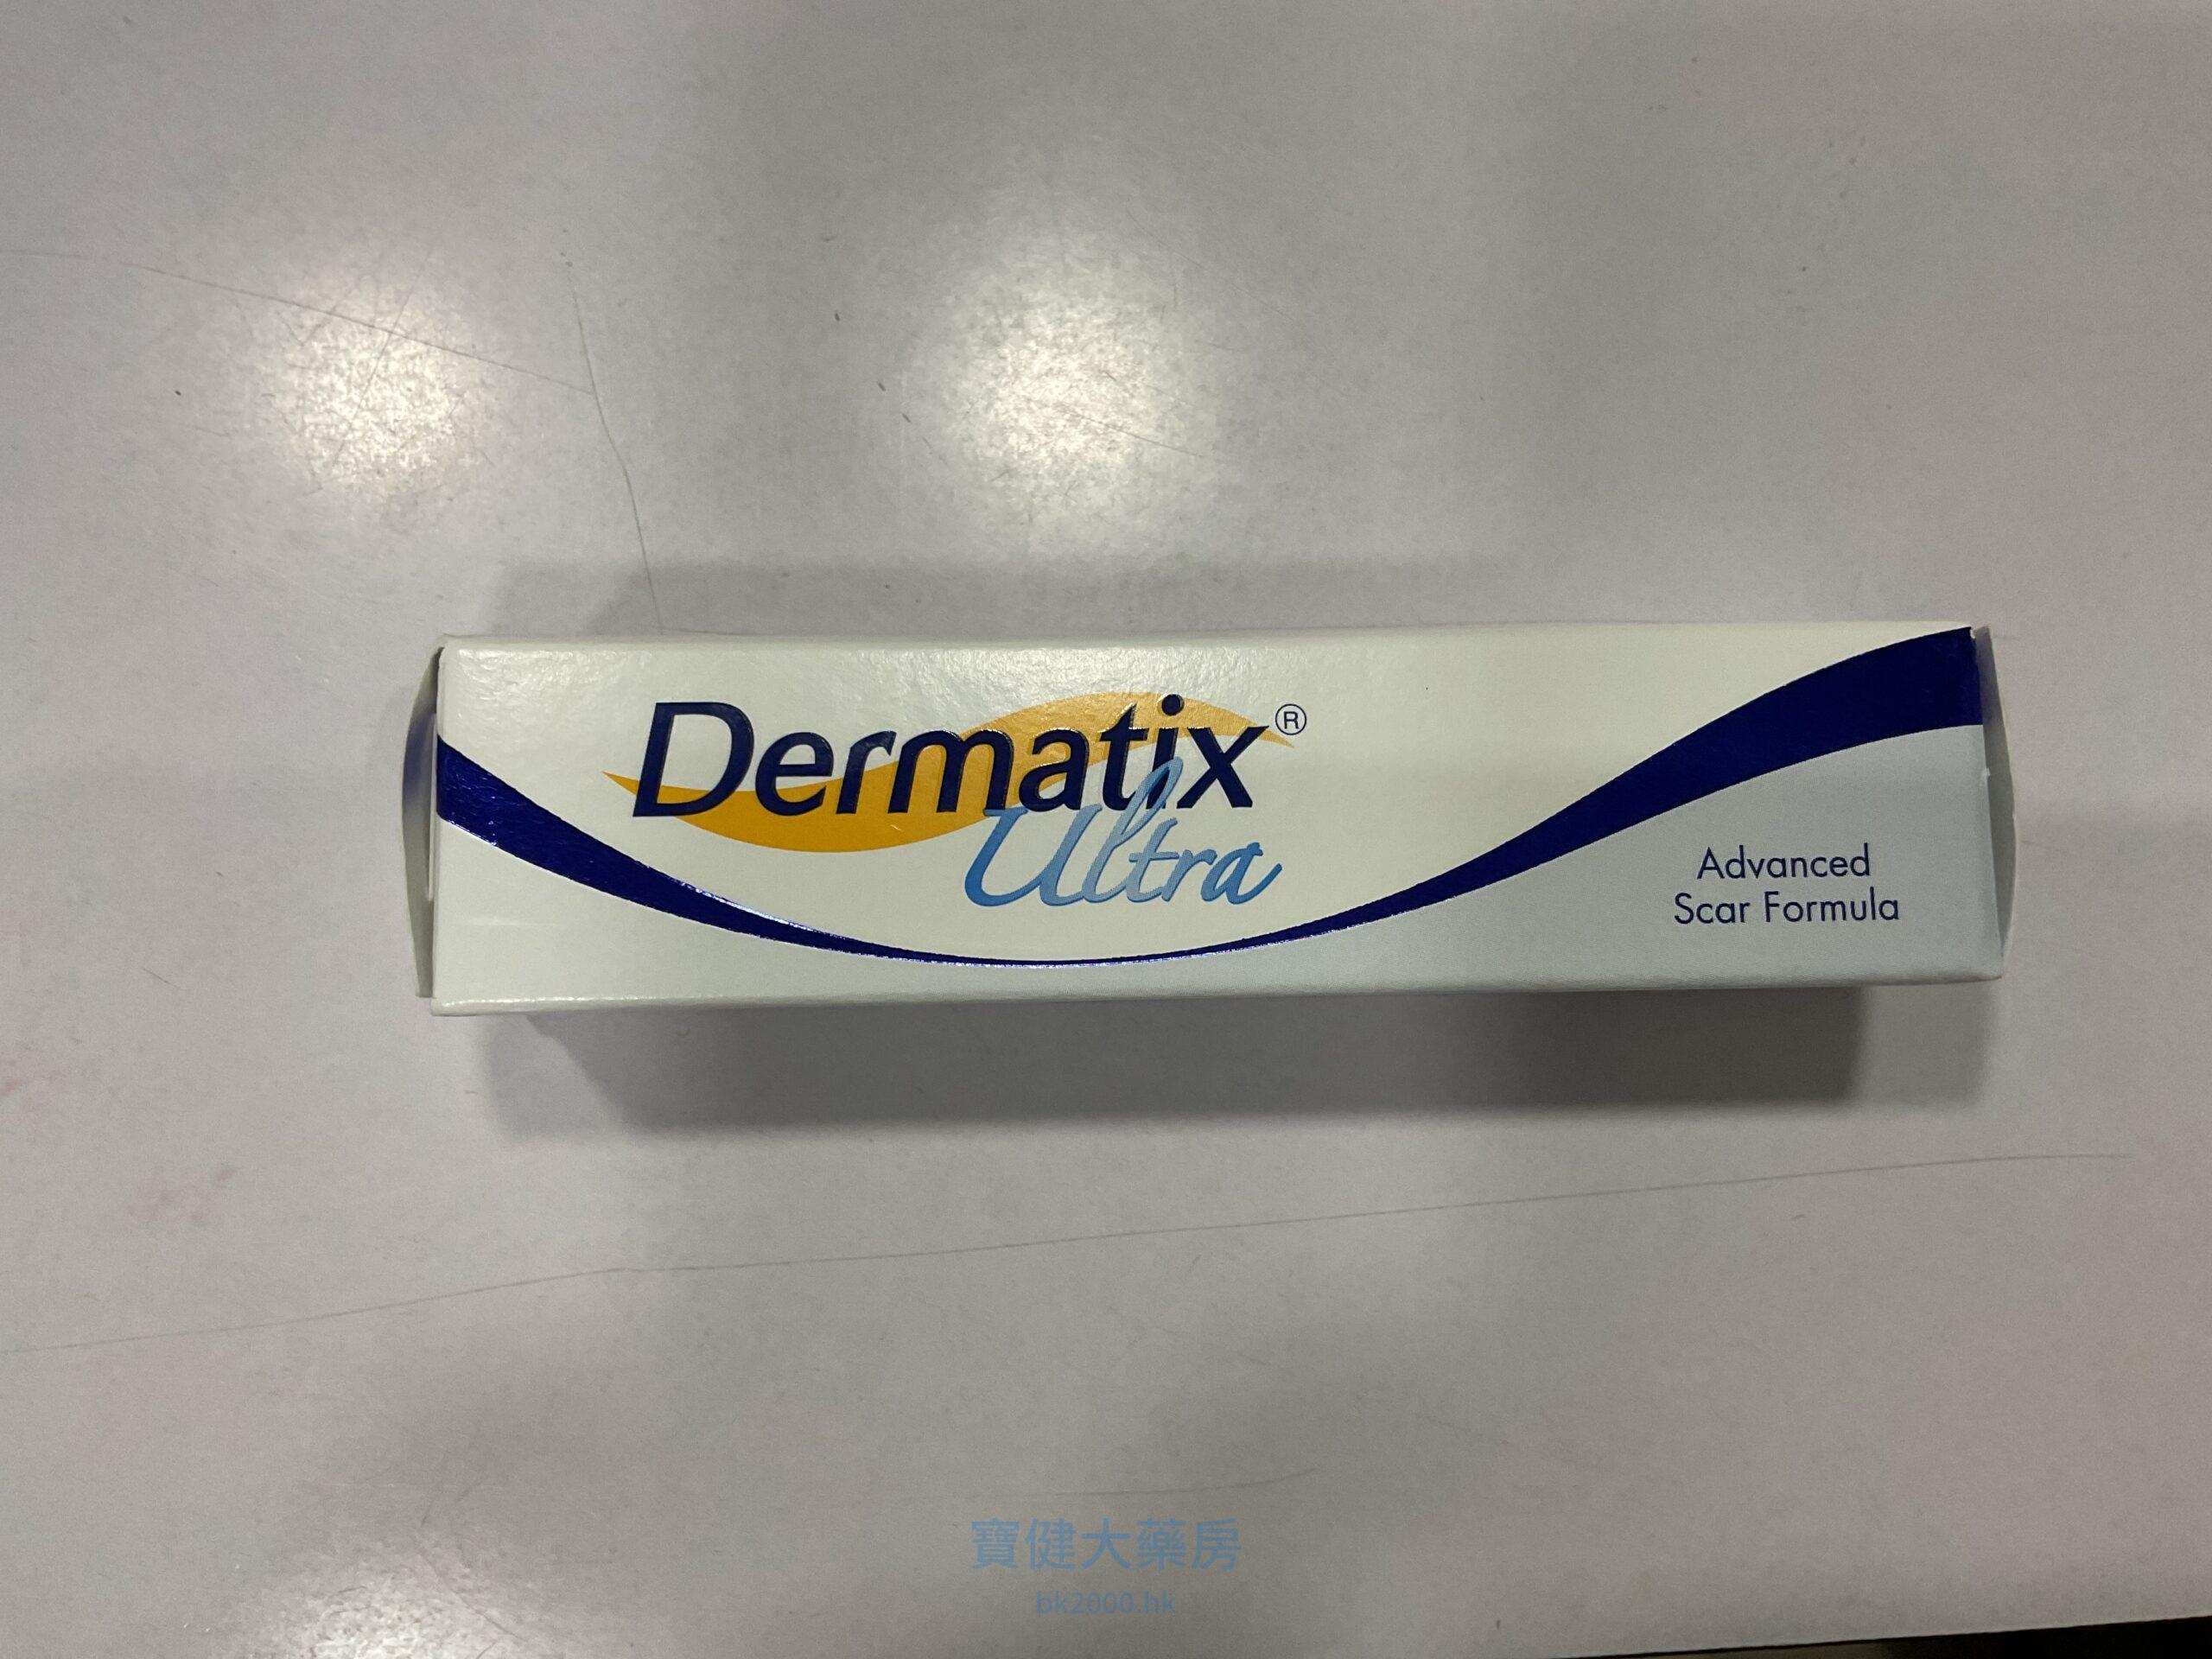 Dermatix®
Ultra
Advanced
Scar Formula
寶健大藥房
bk2000.hk